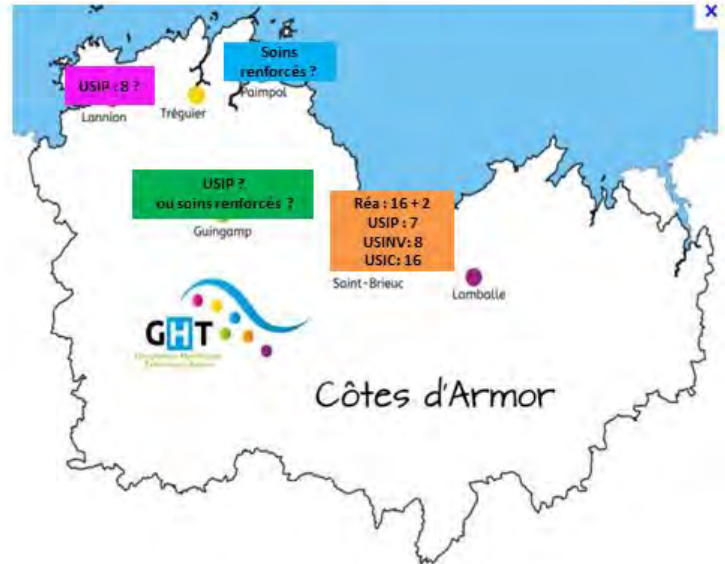 Soins
renforcés ?
USIP : 8 ?
Paimpol
Lannion
Tréguier
USIP ?
ou soins renforcés ?
Guingamp
Réa : 16 + 2
USIP : 7
USINV: 8
USIC: 16
Saint-Brieuc
Lamballe
GHT
Côtes d'Armor